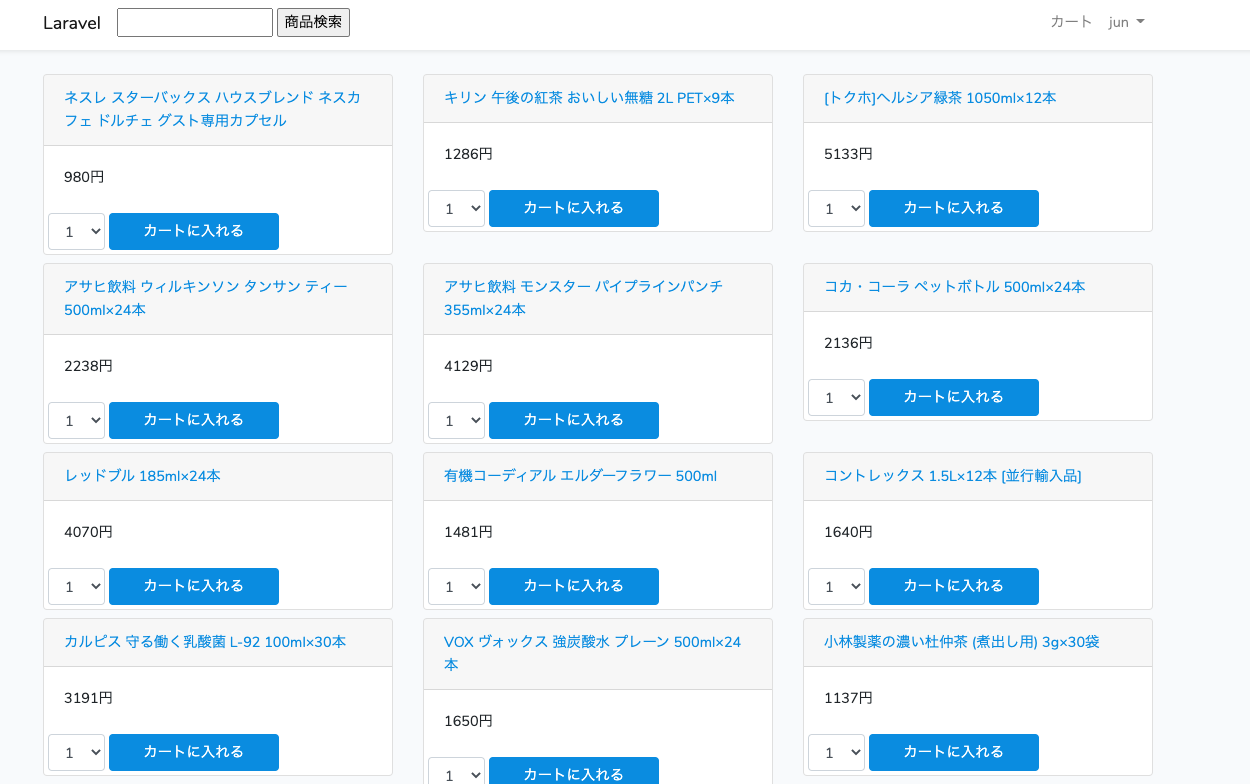 Laravel 商品検索 カート jun
ネスレ スターバックス ハウスブレンド ネスカ
フェ ドルチェ グスト専用カプセル
980円
1 カートに入れる
キリン 午後の紅茶 おいしい無糖 2L PET×9本
1286円
1 カートに入れる
[トクホ]ヘルシア緑茶 1050ml×12本
5133円
1 カートに入れる
アサヒ飲料 ウィルキンソン タンサン ティー
500ml×24本
2238円
1 カートに入れる
アサヒ飲料 モンスター パイプラインパンチ
355ml×24本
4129円
1 カートに入れる
コカ・コーラ ペットボトル 500ml×24本
2136円
1 カートに入れる
レッドブル 185ml×24本
4070円
1 カートに入れる
有機コーディアル エルダーフラワー 500ml
1481円
1 カートに入れる
コントレックス 1.5L×12本 [並行輸入品]
1640円
1 カートに入れる
カルピス 守る働く乳酸菌 L-92 100ml×30本
3191円
1 カートに入れる
VOX ヴォックス 強炭酸水 プレーン 500ml×24
本
1650円
1 カートに入れる
小林製薬の濃い杜仲茶 (煮出し用) 3g×30袋
1137円
1 カートに入れる